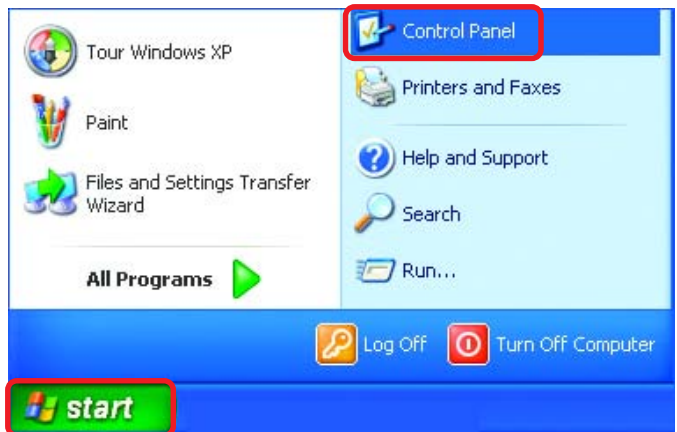 Tour Windows XP
Paint
Files and Settings Transfer
Wizard
All Programs
Control Panel
Printers and Faxes
Help and Support
Search
Run...
Log Off
Turn Off Computer
start